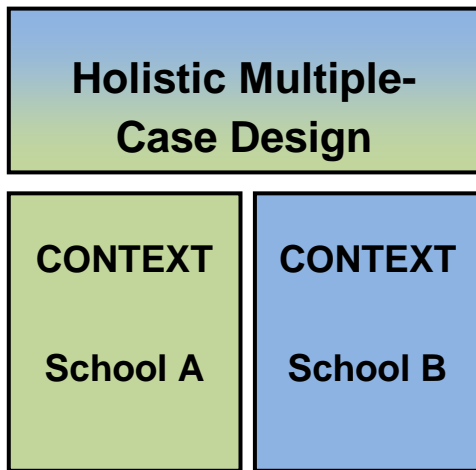 Holistic Multiple-
Case Design
CONTEXT
School A
CONTEXT
School B